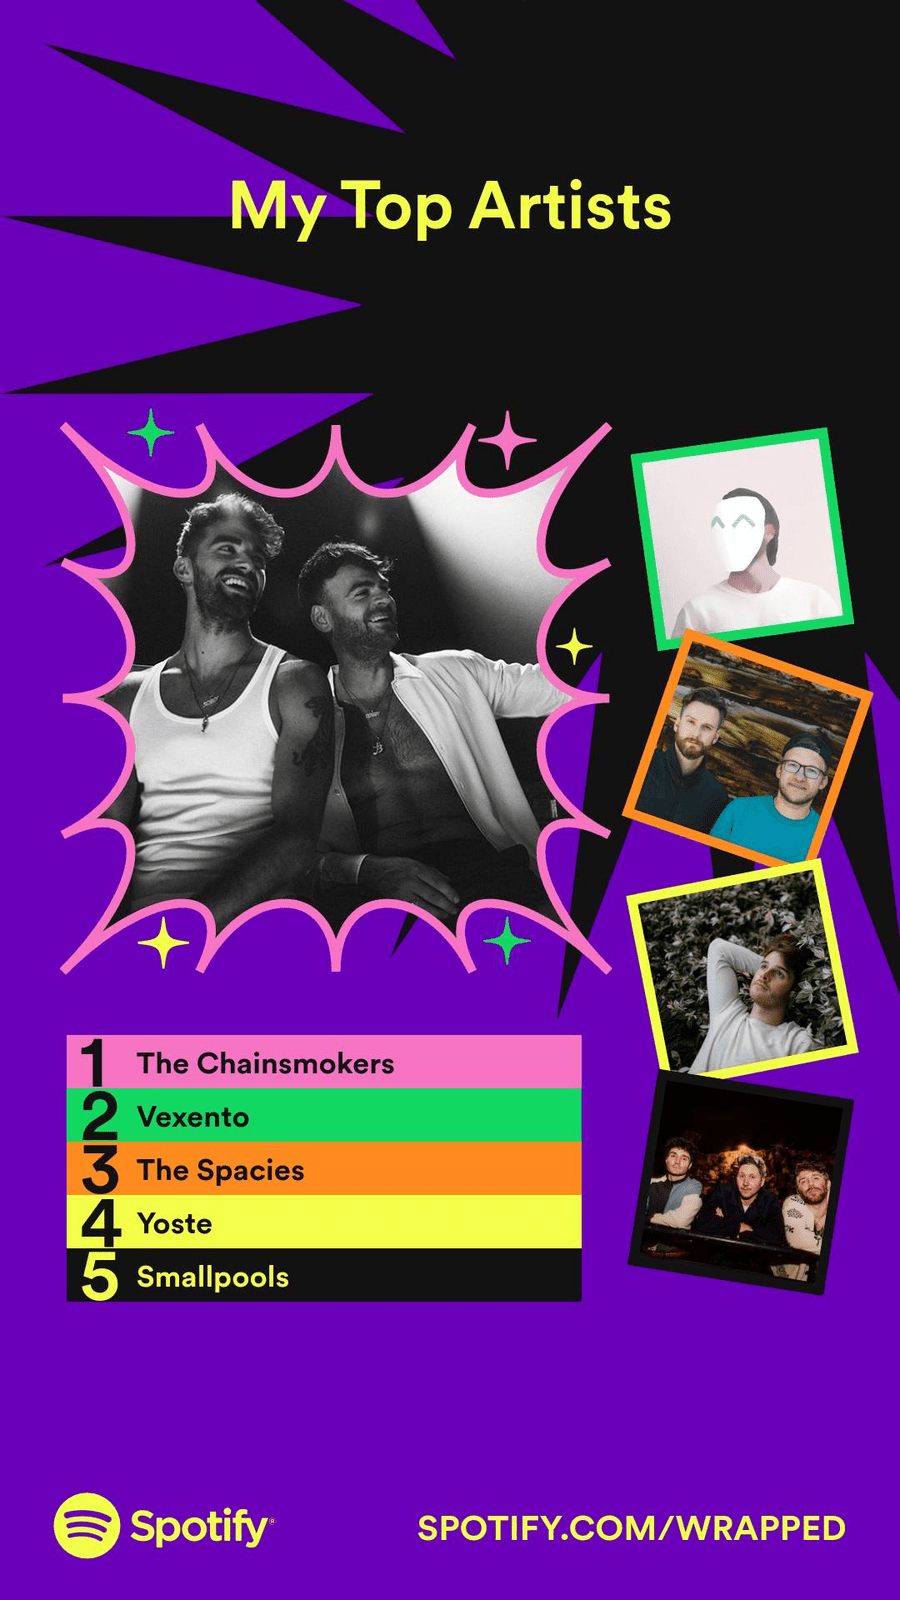 My Top Artists
1 The Chainsmokers
2 Vexento
3 The Spacies
4 Yoste
5 Smallpools
Spotify®
SPOTIFY.COM/WRAPPED